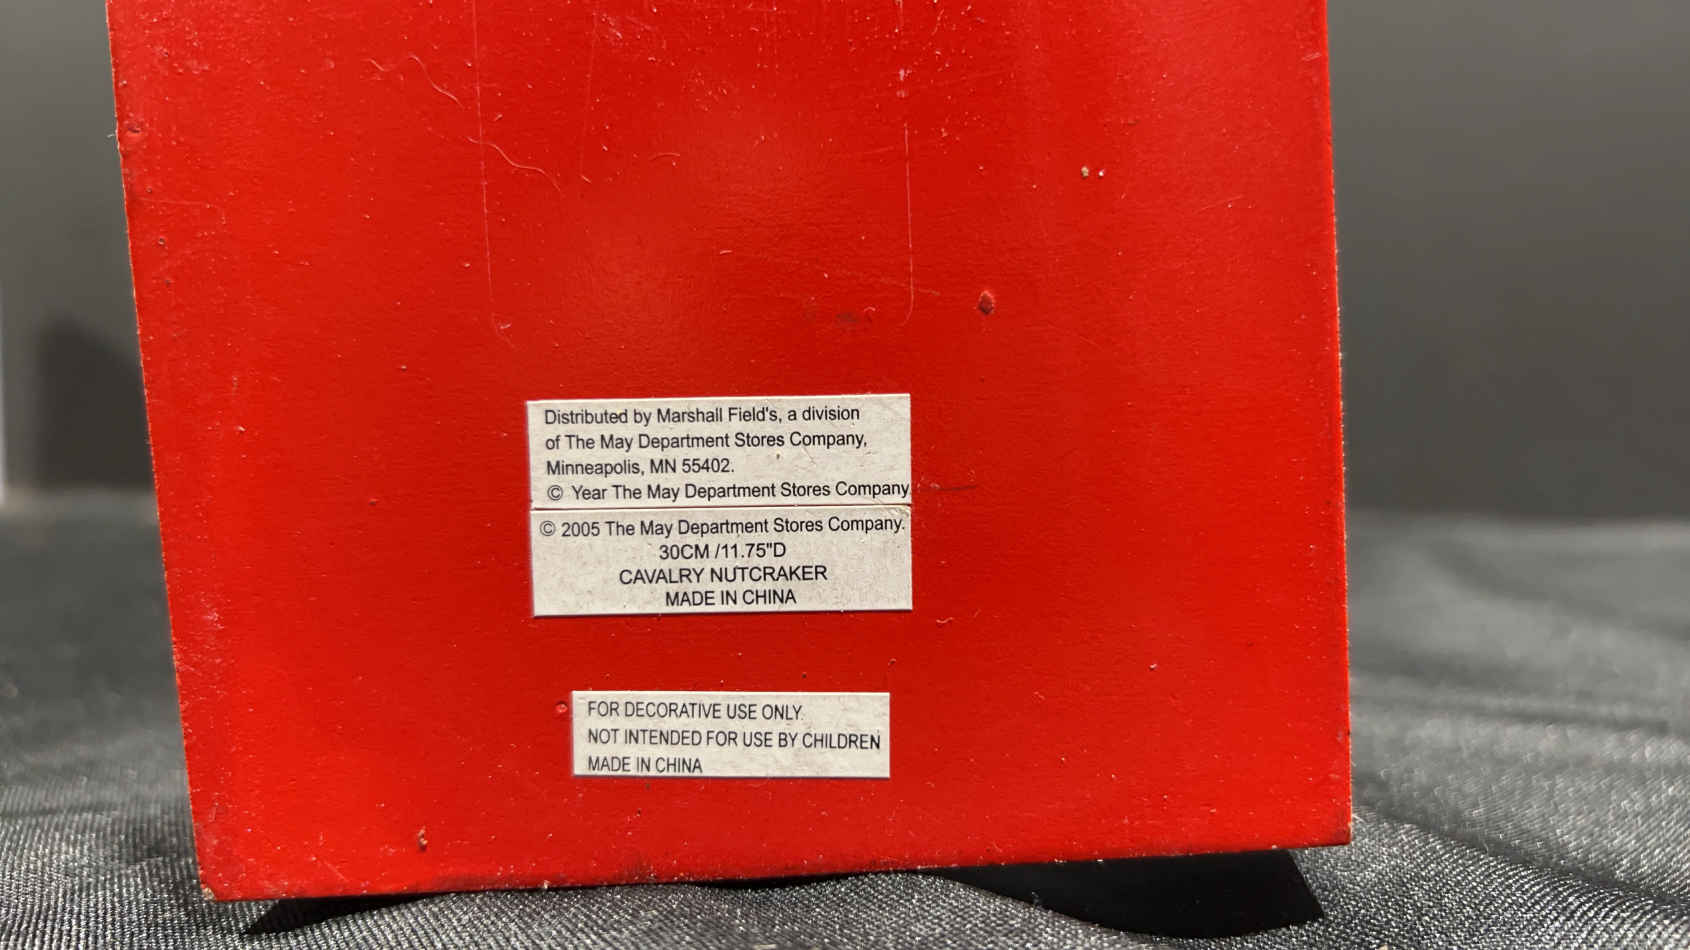 Distributed by Marshall Field's, a division
of The May Department Stores Company,
Minneapolis, MN 55402.
© Year The May Department Stores Company
© 2005 The May Department Stores Company.
30CM /11.75"D
CAVALRY NUTCRAKER
MADE IN CHINA
FOR DECORATIVE USE ONLY.
NOT INTENDED FOR USE BY CHILDREN
MADE IN CHINA